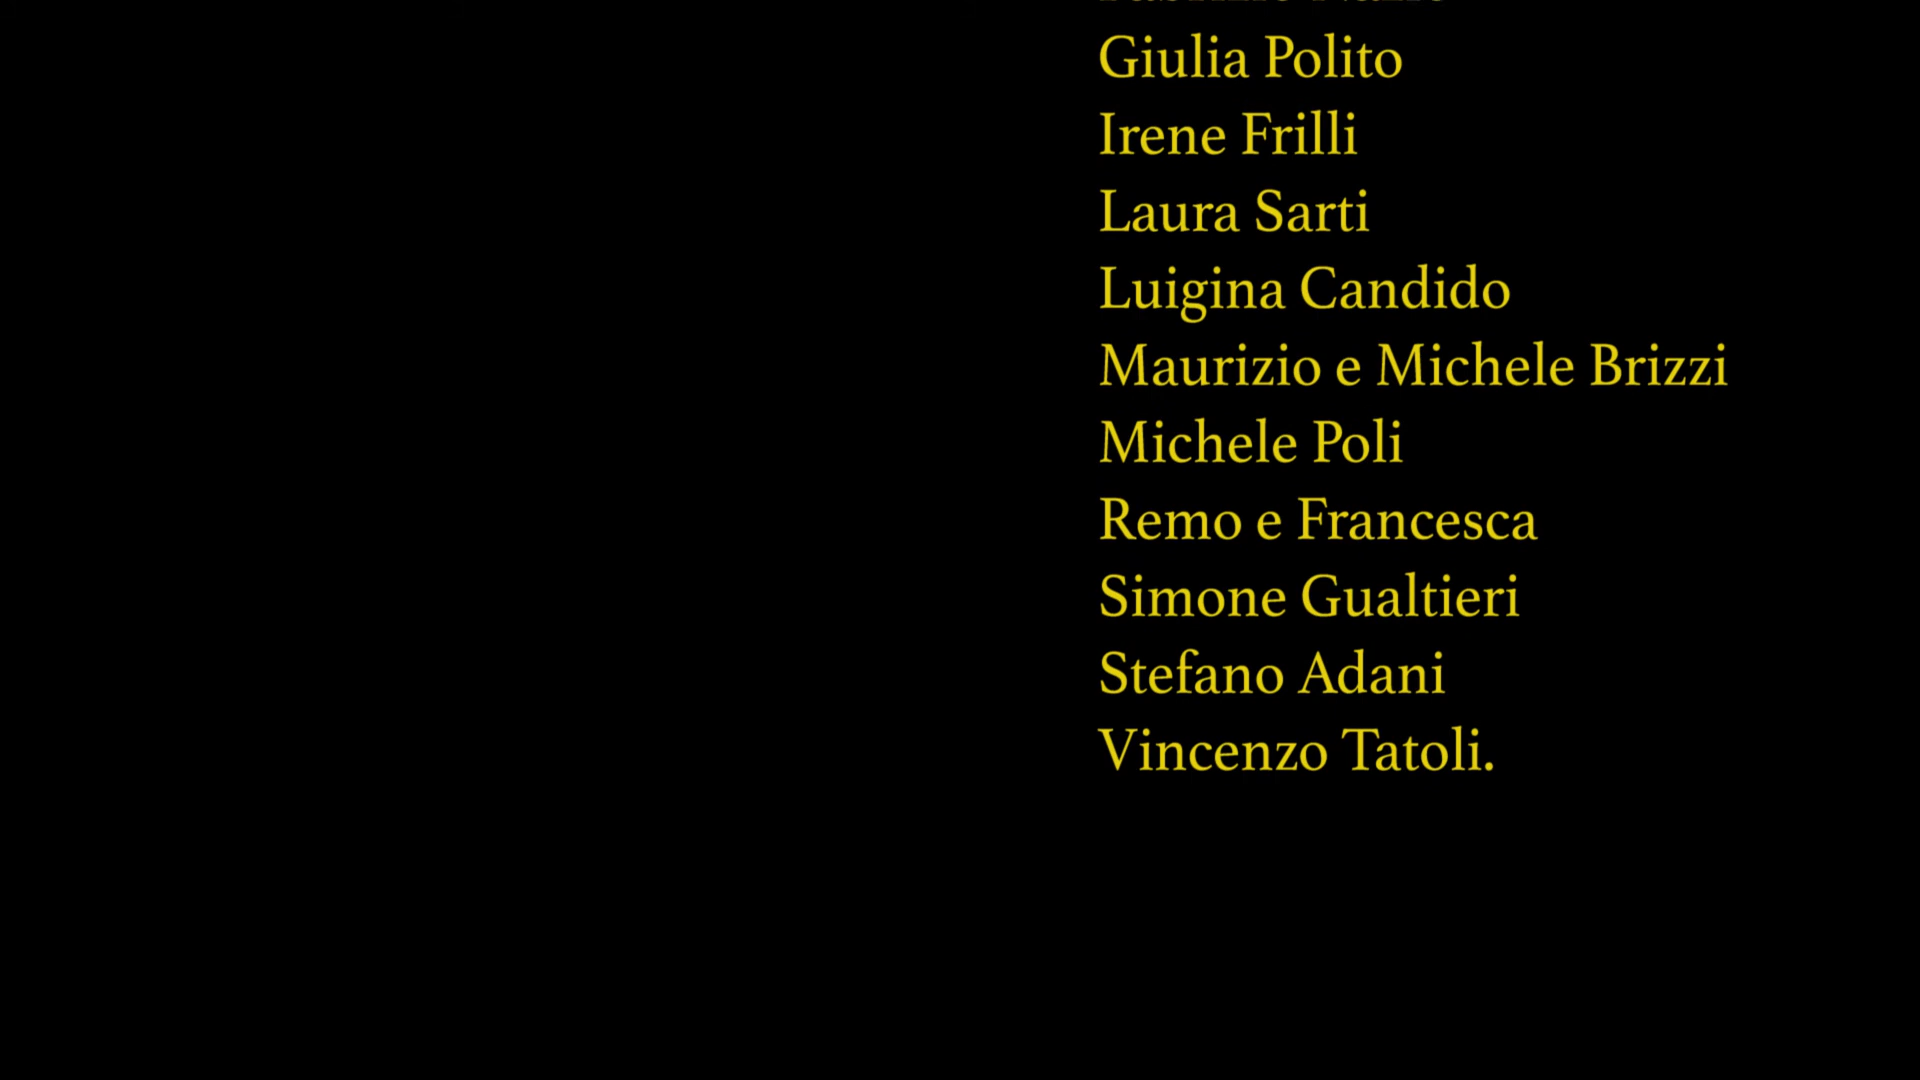 Giulia Polito
Irene Frilli
Laura Sarti
Luigina Candido
Maurizio e Michele Brizzi
Michele Poli
Remo e Francesca
Simone Gualtieri
Stefano Adani
Vincenzo Tatoli.